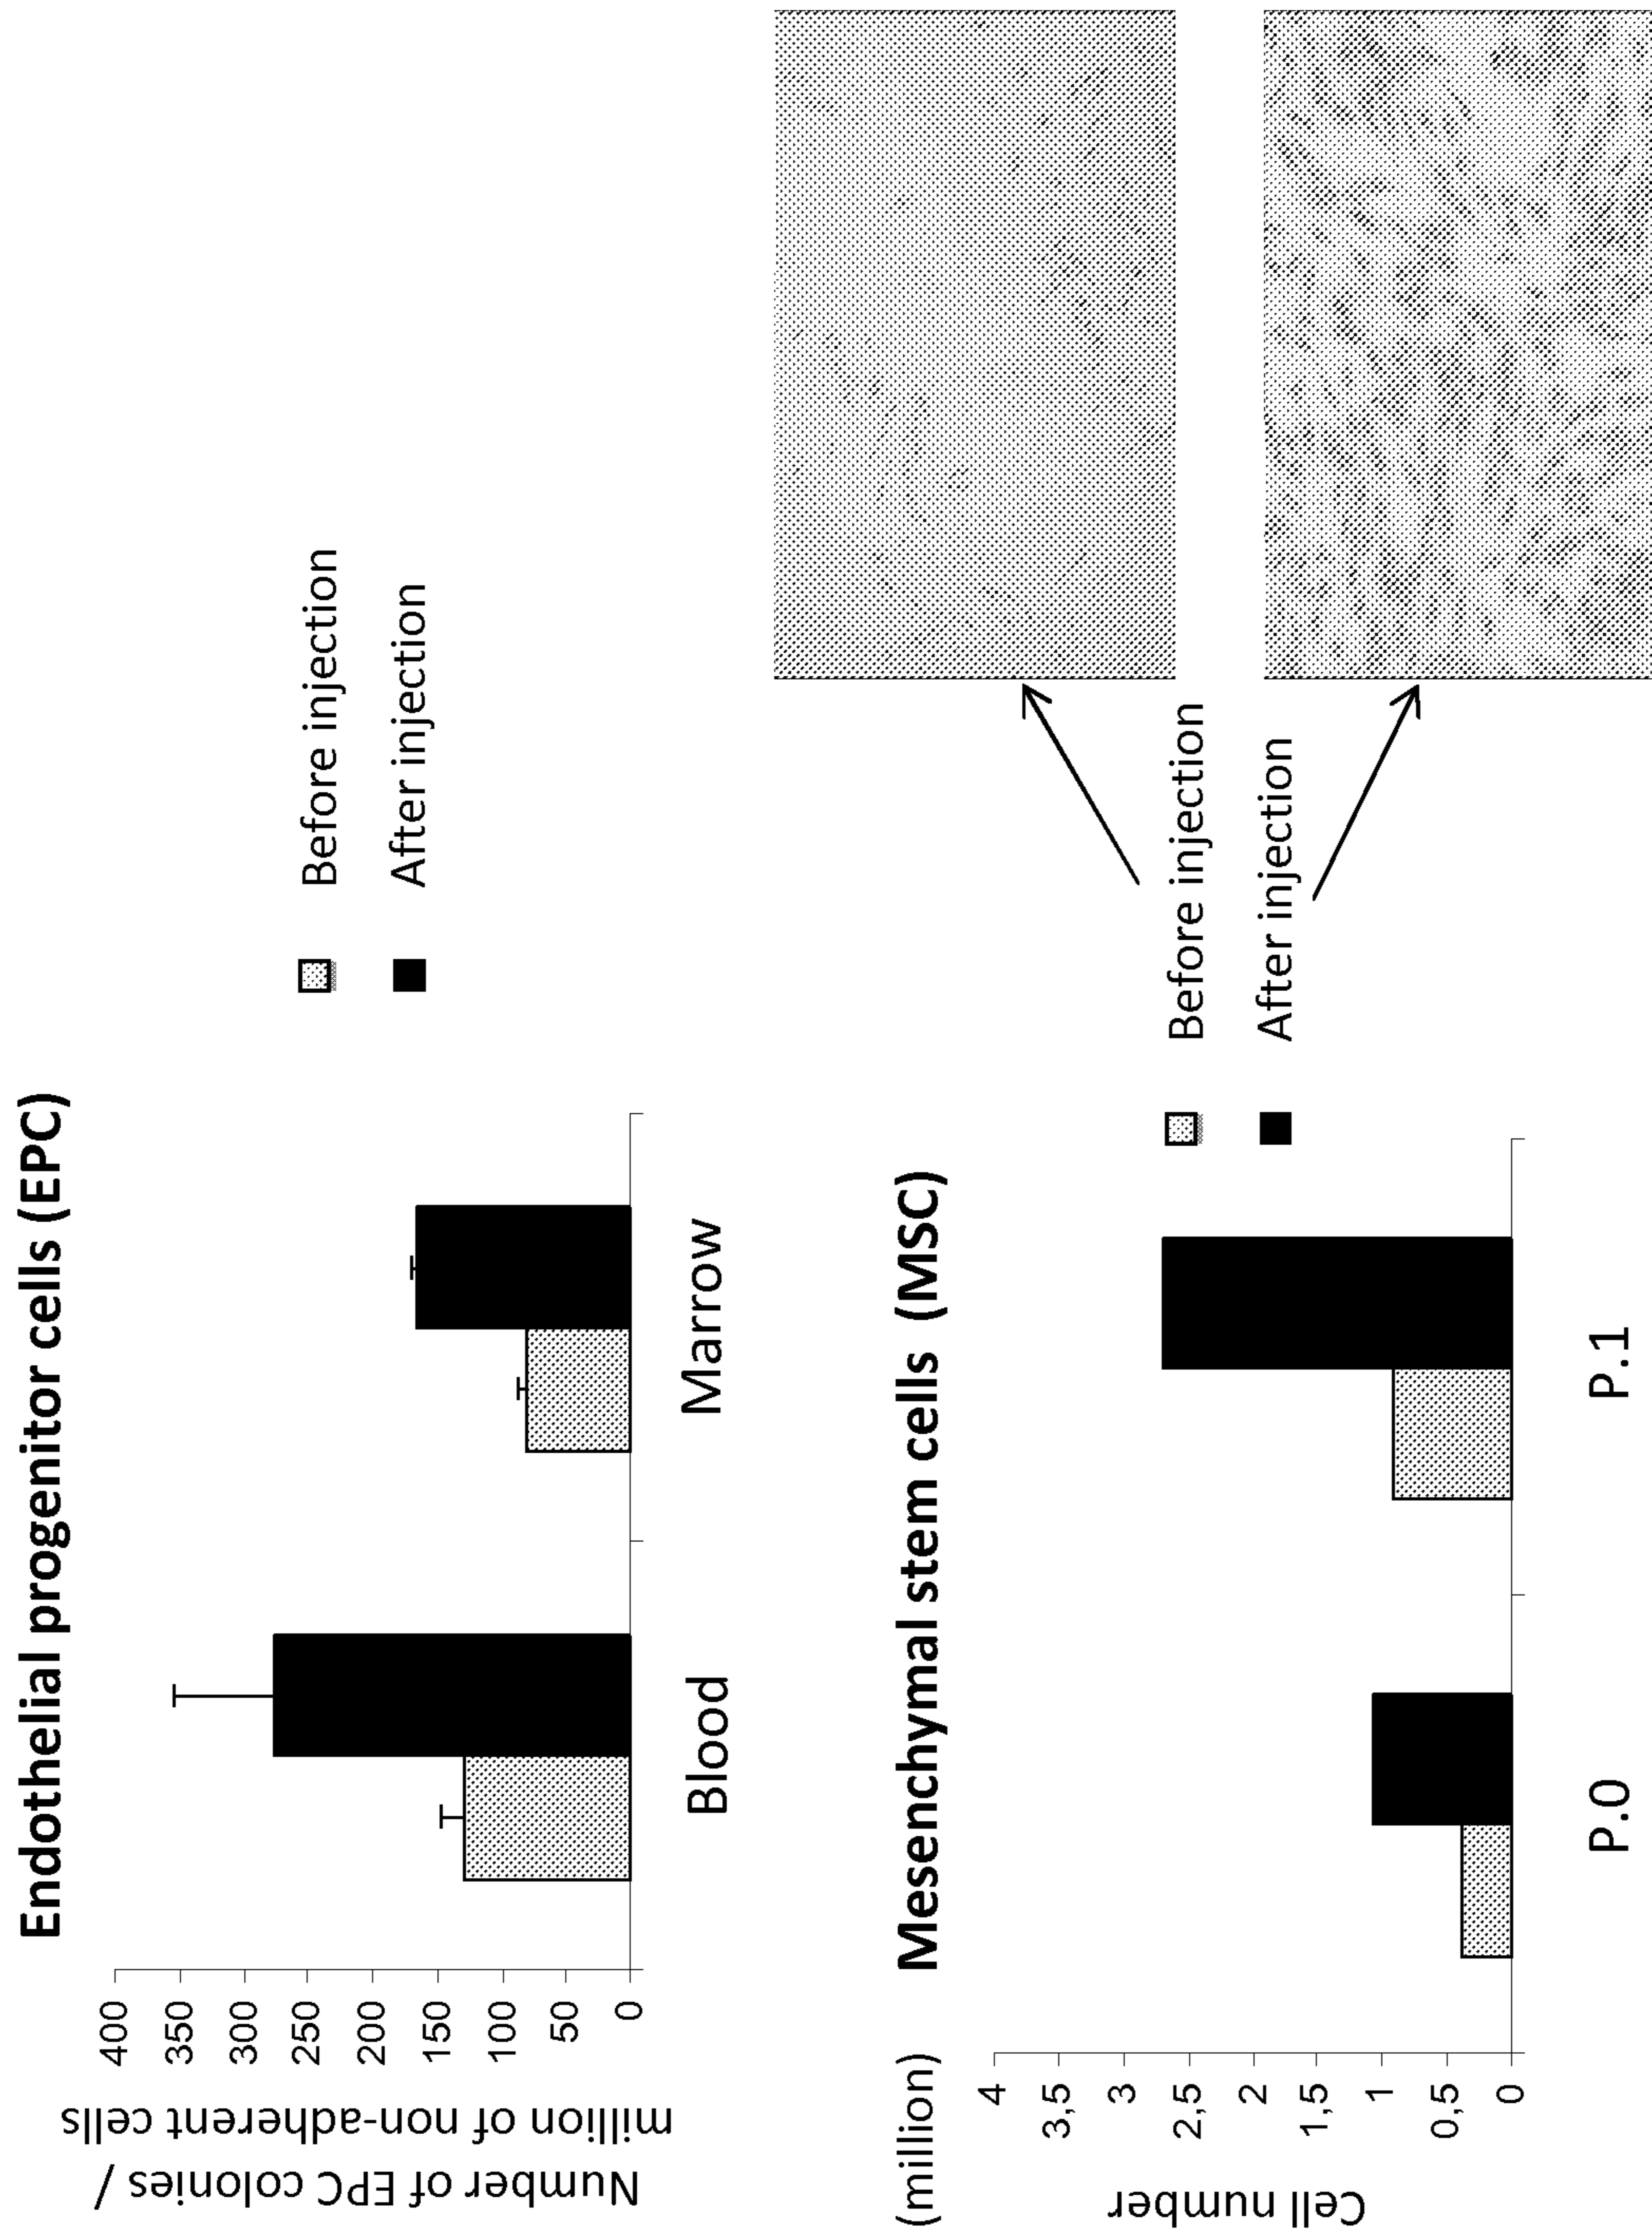 Endothelial progenitor cells (EPC)
Number of EPC colonies /
million of non-adherent cells
400
350
300
250
200
150
100
50
0
Blood
Marrow
Before injection
After injection
Mesenchymal stem cells (MSC)
(million)
Cell number
4
3,5
3
2,5
2
1,5
1
0,5
0
P.0
P.1
Before injection
After injection